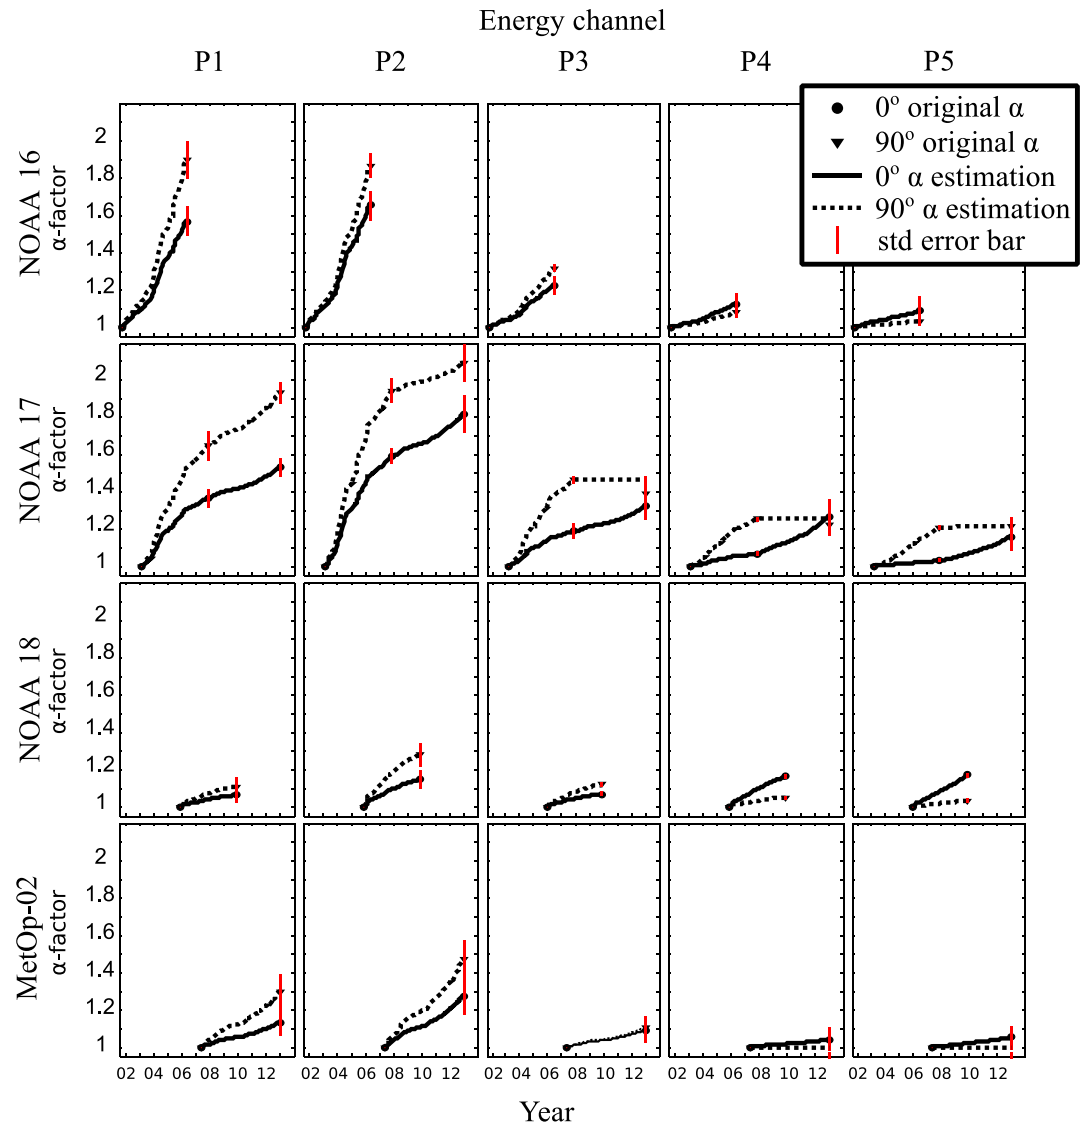 Energy channel
P1 P2 P3 P4 P5
0º original α
90º original α
0º α estimation
90º α estimation
std error bar
NOAA 16
α-factor
2
1.8
1.6
1.4
1.2
1
NOAA 17
α-factor
2
1.8
1.6
1.4
1.2
1
NOAA 18
α-factor
2
1.8
1.6
1.4
1.2
1
MetOp-02
α-factor
2
1.8
1.6
1.4
1.2
1
02 04 06 08 10 12 02 04 06 08 10 12 02 04 06 08 10 12 02 04 06 08 10 12 02 04 06 08 10 12
Year